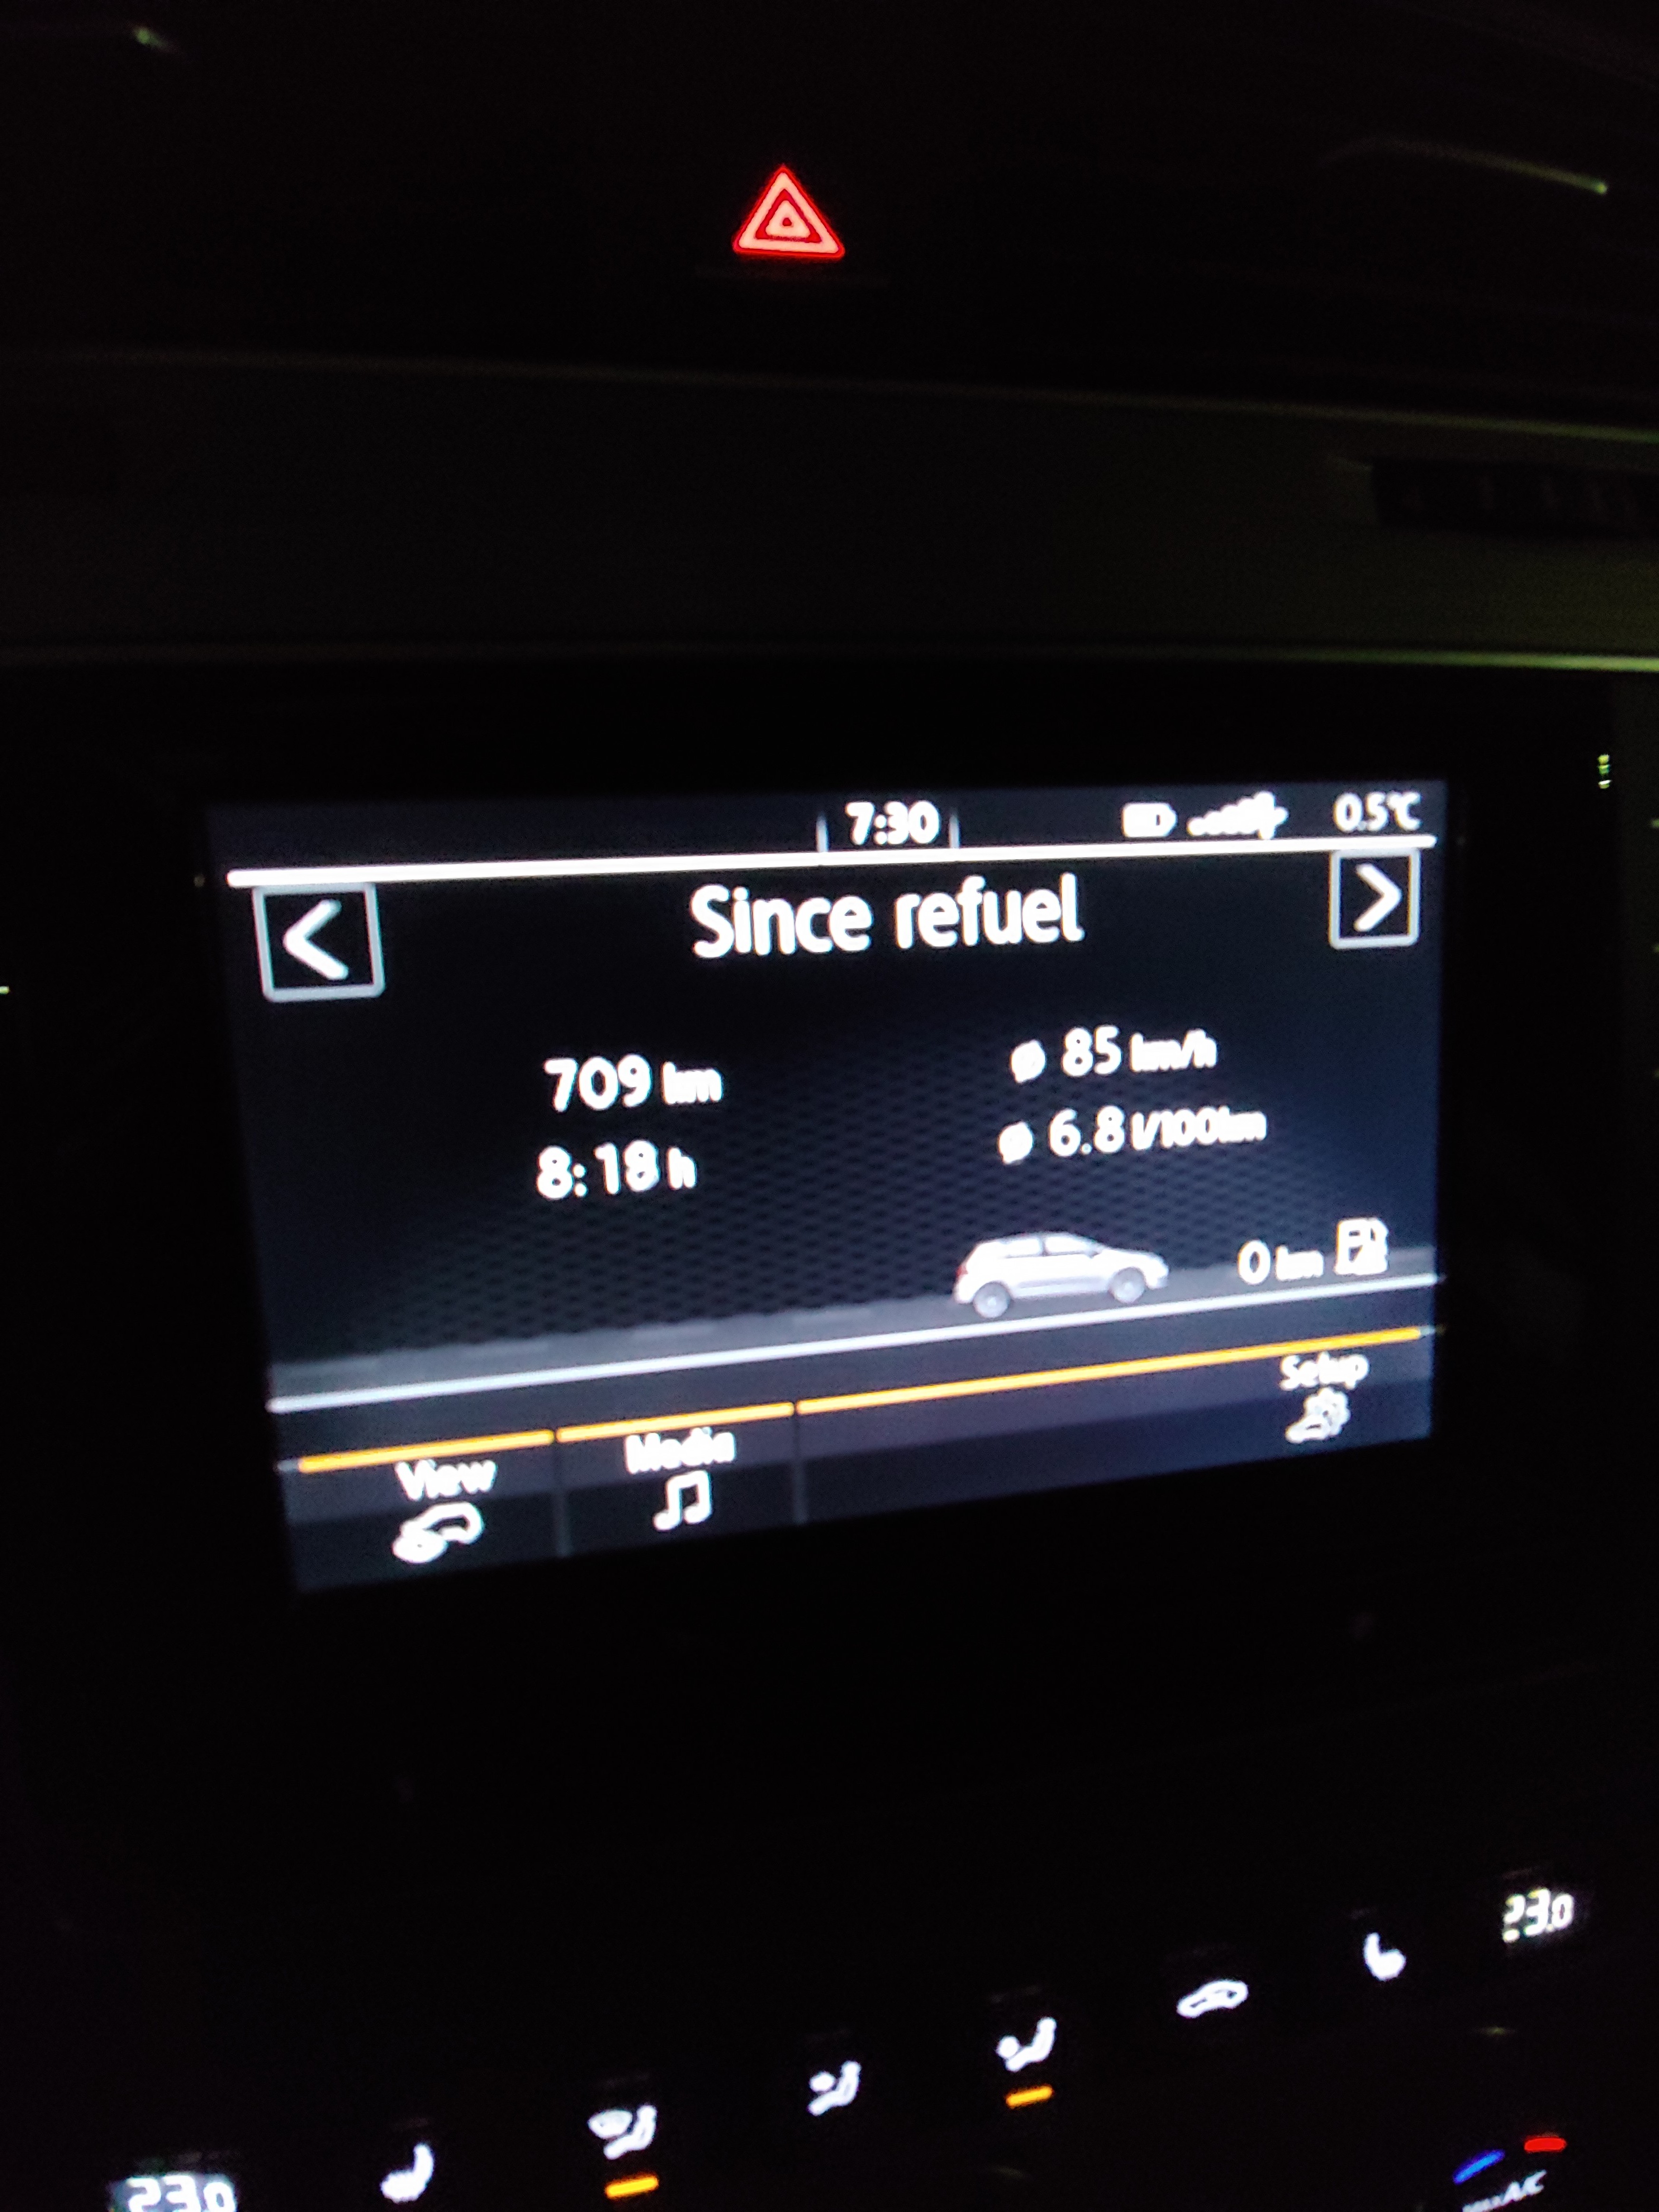 7:30 0.5°C
Since refuel
709 km ø 85 km/h
8:18 h ø 6.8 l/100km
0 km
Setup
View Media
23.0
23.0
A/C